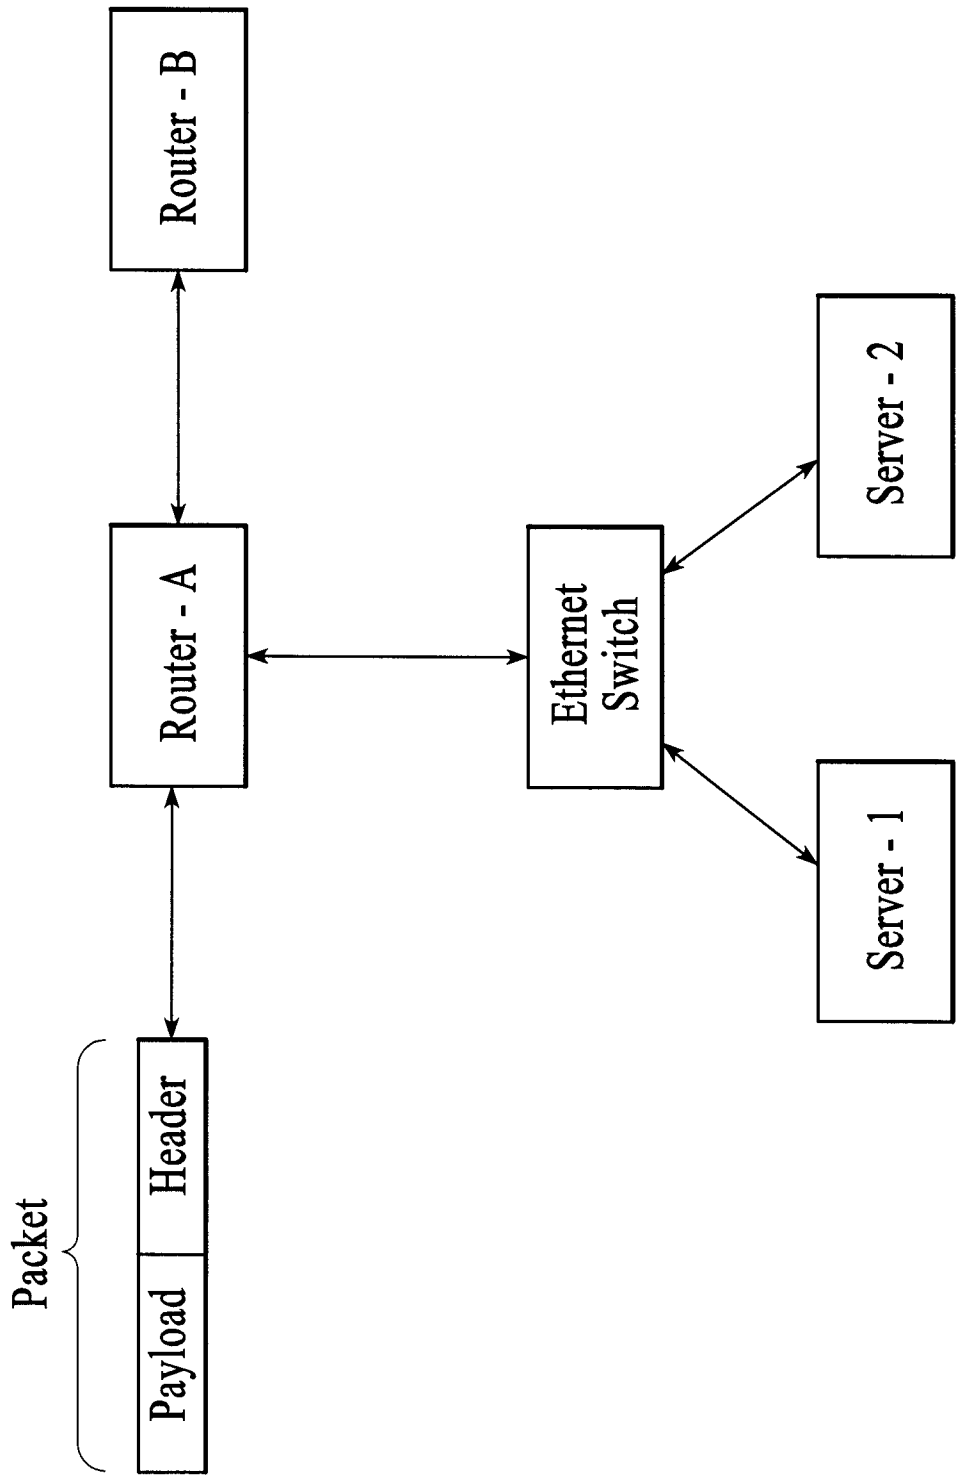 Packet
Payload
Header
Router - A
Router - B
Ethernet
Switch
Server - 1
Server - 2